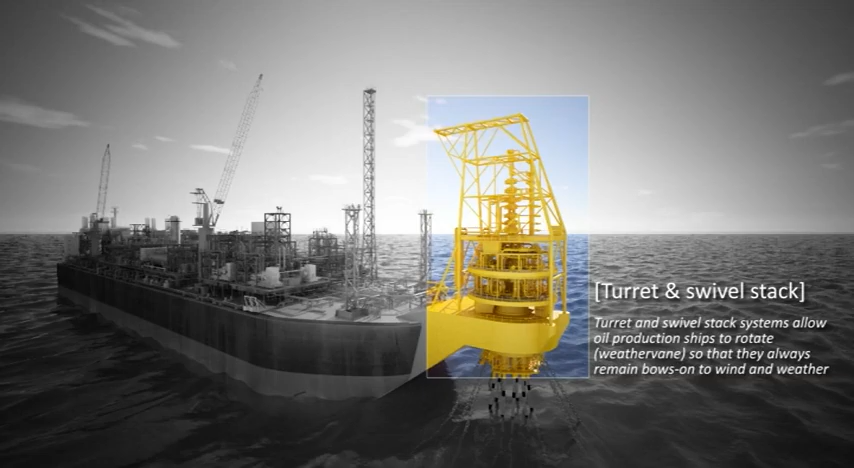 [Turret & swivel stack]
Turret and swivel stack systems allow
oil production ships to rotate
(weathervane) so that they always
remain bows-on to wind and weather